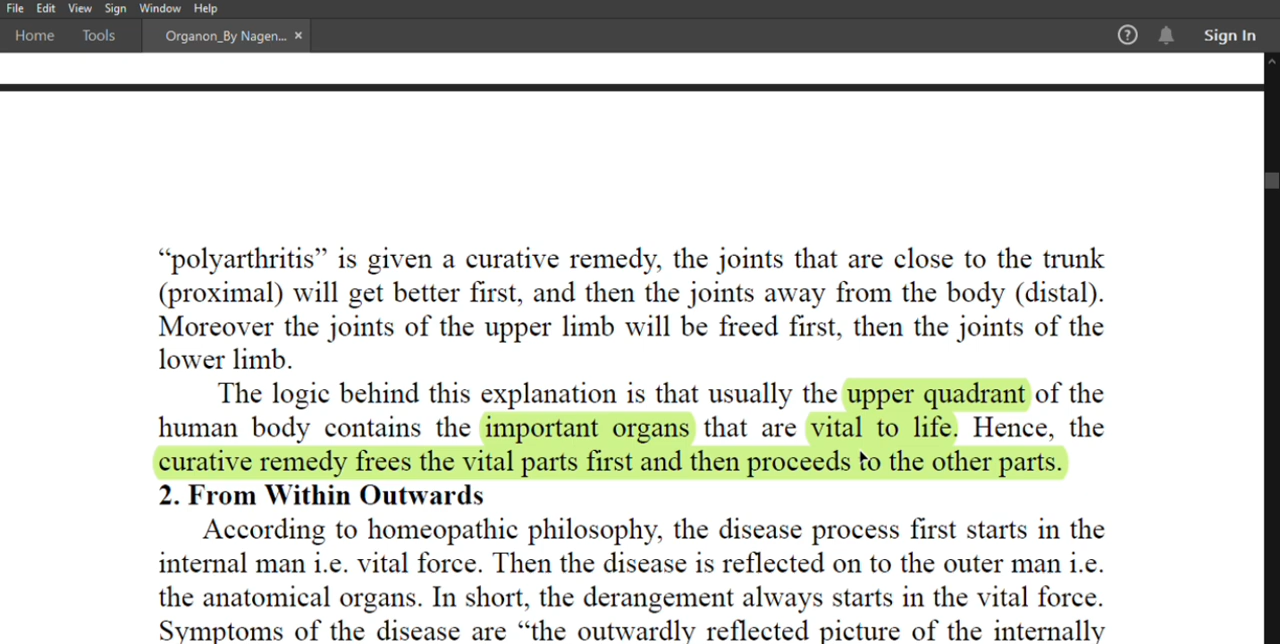 File Edit View Sign Window Help
Home Tools Organon_By Nagen... × ? Sign In
“polyarthritis” is given a curative remedy, the joints that are close to the trunk
(proximal) will get better first, and then the joints away from the body (distal).
Moreover the joints of the upper limb will be freed first, then the joints of the
lower limb.
The logic behind this explanation is that usually the upper quadrant of the
human body contains the important organs that are vital to life. Hence, the
curative remedy frees the vital parts first and then proceeds to the other parts.
2. From Within Outwards
According to homeopathic philosophy, the disease process first starts in the
internal man i.e. vital force. Then the disease is reflected on to the outer man i.e.
the anatomical organs. In short, the derangement always starts in the vital force.
Symptoms of the disease are “the outwardly reflected picture of the internally